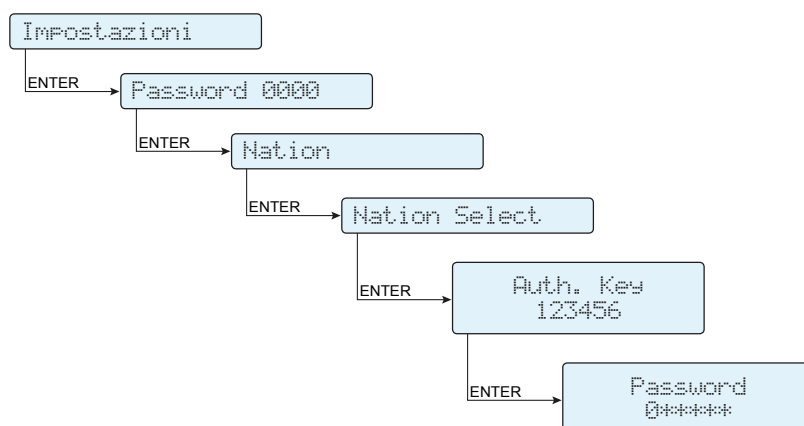 Impostazioni
ENTER
Password 0000
ENTER
Nation
ENTER
Nation Select
ENTER
Auth. Key
123456
ENTER
Password
0*****